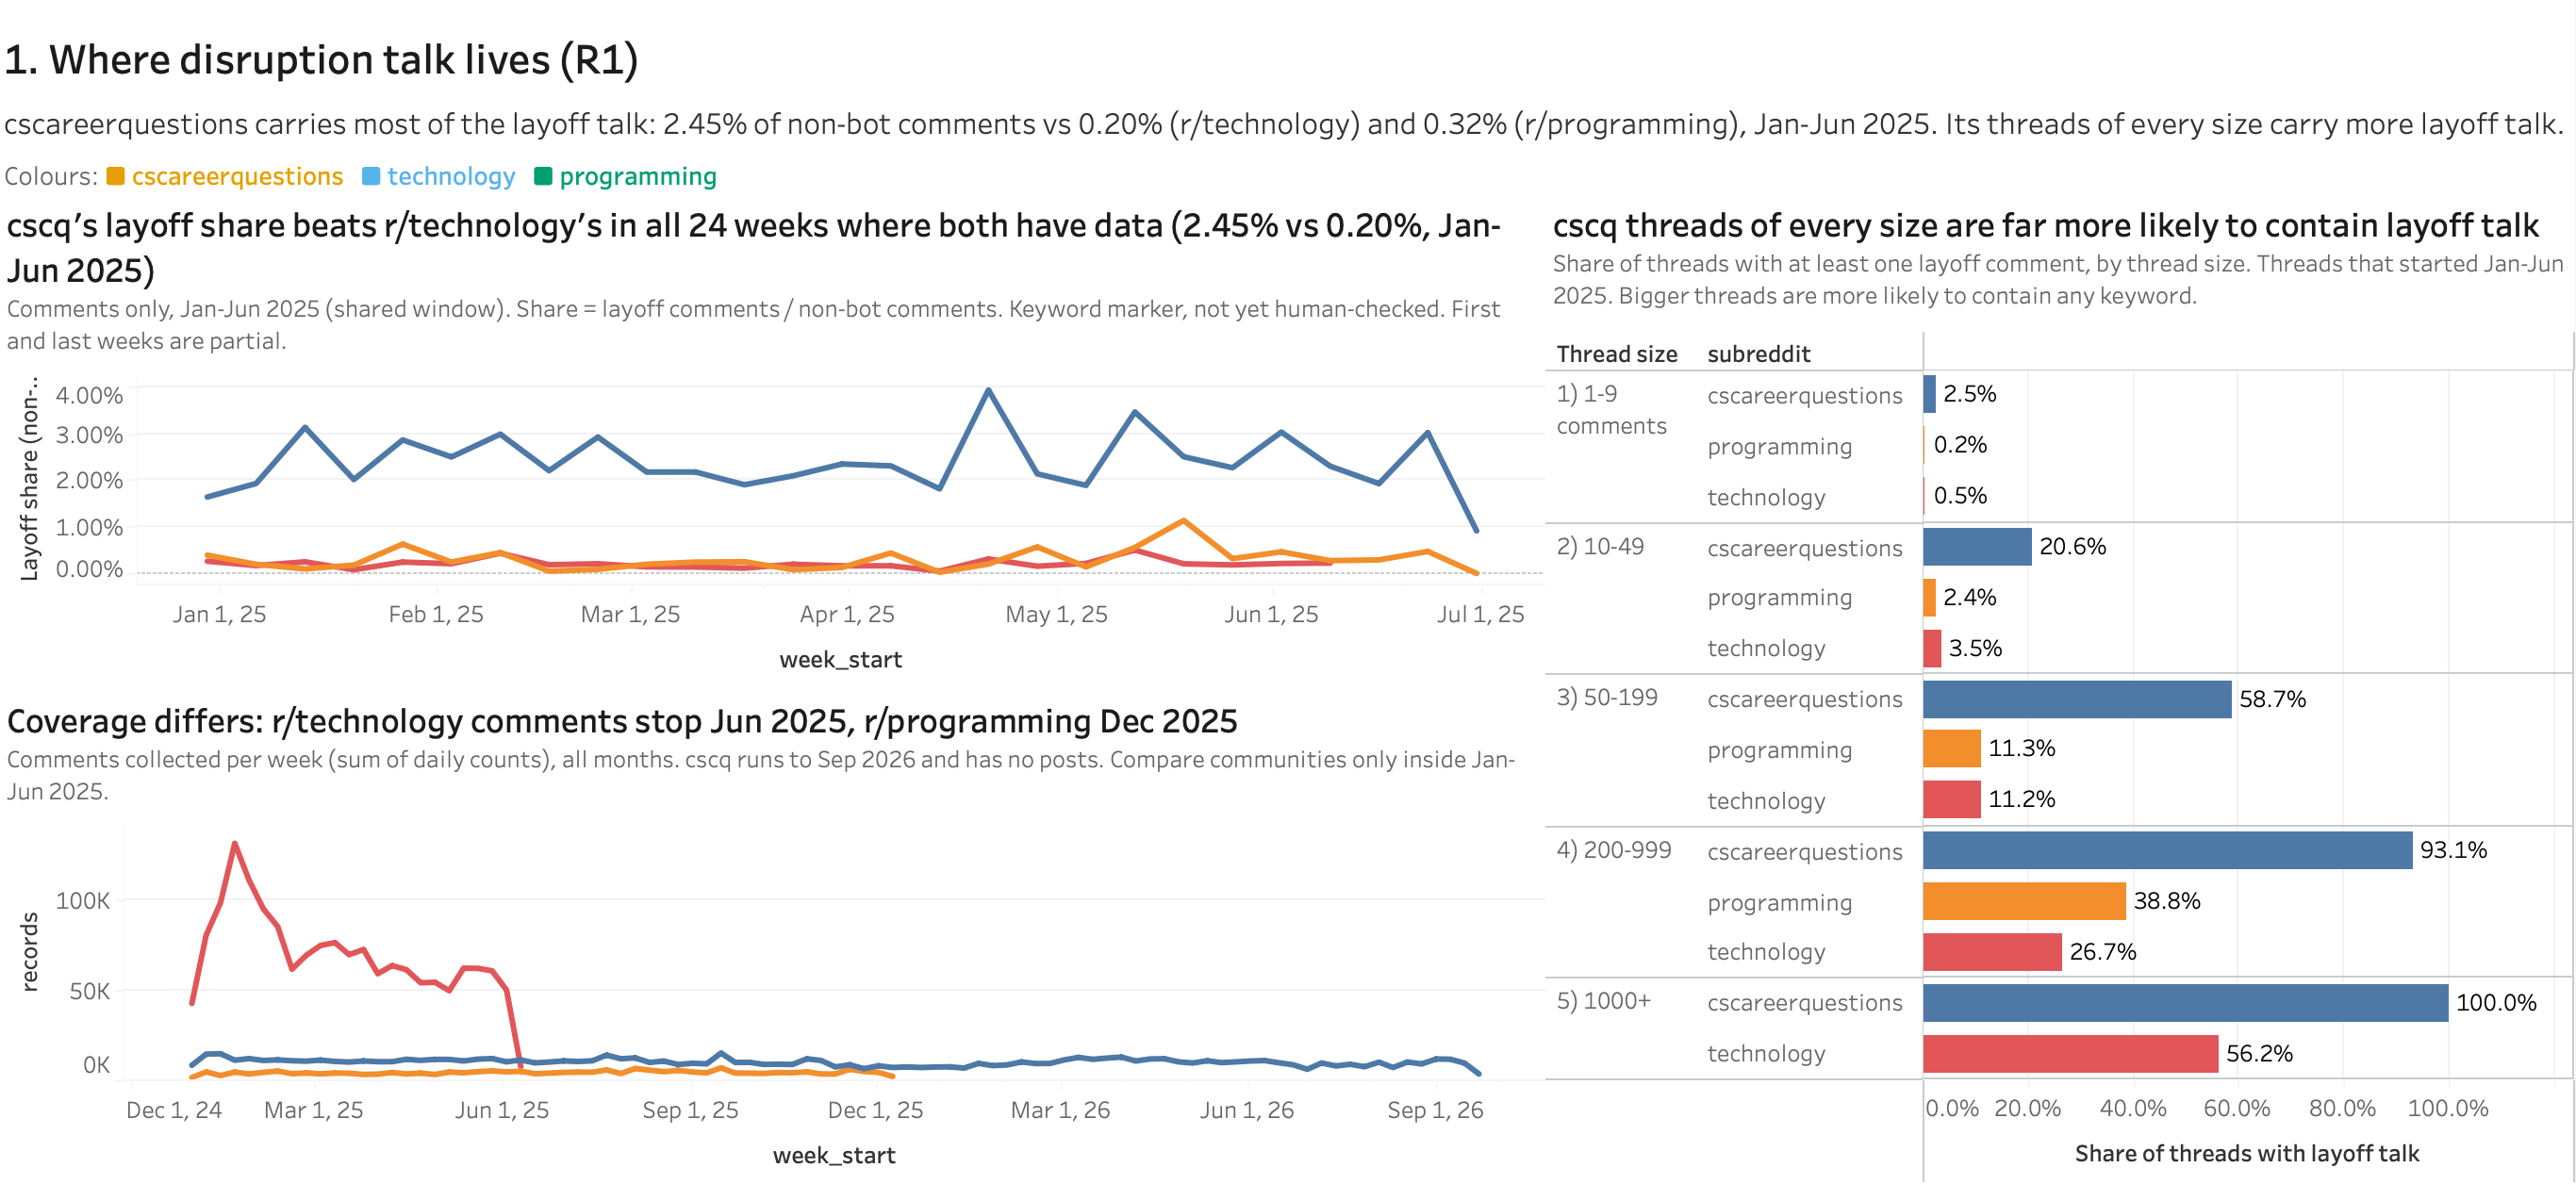 1. Where disruption talk lives (R1)
cscareerquestions carries most of the layoff talk: 2.45% of non-bot comments vs 0.20% (r/technology) and 0.32% (r/programming), Jan-Jun 2025. Its threads of every size carry more layoff talk.
Colours: cscareerquestions technology programming
cscq’s layoff share beats r/technology’s in all 24 weeks where both have data (2.45% vs 0.20%, Jan-
Jun 2025)
Comments only, Jan-Jun 2025 (shared window). Share = layoff comments / non-bot comments. Keyword marker, not yet human-checked. First
and last weeks are partial.
Layoff share (non-..
4.00%
3.00%
2.00%
1.00%
0.00%
Jan 1, 25 Feb 1, 25 Mar 1, 25 Apr 1, 25 May 1, 25 Jun 1, 25 Jul 1, 25
week_start
Coverage differs: r/technology comments stop Jun 2025, r/programming Dec 2025
Comments collected per week (sum of daily counts), all months. cscq runs to Sep 2026 and has no posts. Compare communities only inside Jan-
Jun 2025.
records
100K
50K
0K
Dec 1, 24 Mar 1, 25 Jun 1, 25 Sep 1, 25 Dec 1, 25 Mar 1, 26 Jun 1, 26 Sep 1, 26
week_start
cscq threads of every size are far more likely to contain layoff talk
Share of threads with at least one layoff comment, by thread size. Threads that started Jan-Jun
2025. Bigger threads are more likely to contain any keyword.
Thread size subreddit
1) 1-9 cscareerquestions 2.5%
comments
programming 0.2%
technology 0.5%
2) 10-49 cscareerquestions 20.6%
programming 2.4%
technology 3.5%
3) 50-199 cscareerquestions 58.7%
programming 11.3%
technology 11.2%
4) 200-999 cscareerquestions 93.1%
programming 38.8%
technology 26.7%
5) 1000+ cscareerquestions 100.0%
technology 56.2%
0.0% 20.0% 40.0% 60.0% 80.0% 100.0%
Share of threads with layoff talk